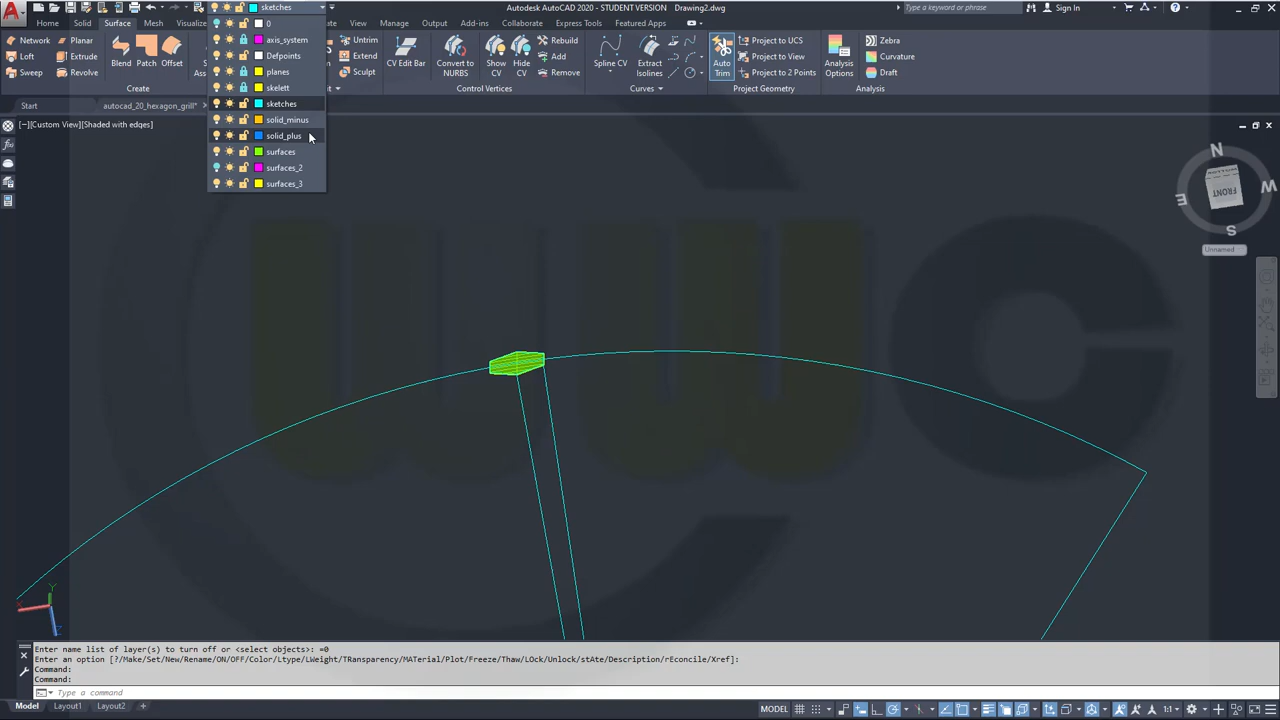 sketches
Autodesk AutoCAD 2020 - STUDENT VERSION Drawing2.dwg
Type a keyword or phrase
Sign In
Home Solid Surface Mesh Visualize
View Manage Output Add-ins Collaborate Express Tools Featured Apps
Network Planar
Loft Extrude
Sweep Revolve
Blend Patch Offset
Create
Untrim
Extend
Sculpt
Edit
CV Edit Bar
Convert to NURBS
Show CV
Hide CV
Rebuild
Add
Remove
Control Vertices
Spline CV
Extract Isolines
Curves
Auto Trim
Project to UCS
Project to View
Project to 2 Points
Project Geometry
Analysis Options
Zebra
Curvature
Draft
Analysis
0
axis_system
Defpoints
planes
skelett
sketches
solid_minus
solid_plus
surfaces
surfaces_2
surfaces_3
Start autocad_20_hexagon_grill*
[−][Custom View][Shaded with edges]
N
E FRONT W
S
Unnamed
UWC
Y
X
Z
Enter name list of layer(s) to turn off or <select objects>: =0
Enter an option [?/Make/Set/New/Rename/ON/OFF/Color/Ltype/LWeight/TRansparency/MATerial/Plot/Freeze/Thaw/LOck/Unlock/stAte/Description/rEconcile/Xref]:
Command:
Command:
Type a command
Model Layout1 Layout2 +
MODEL 1:1